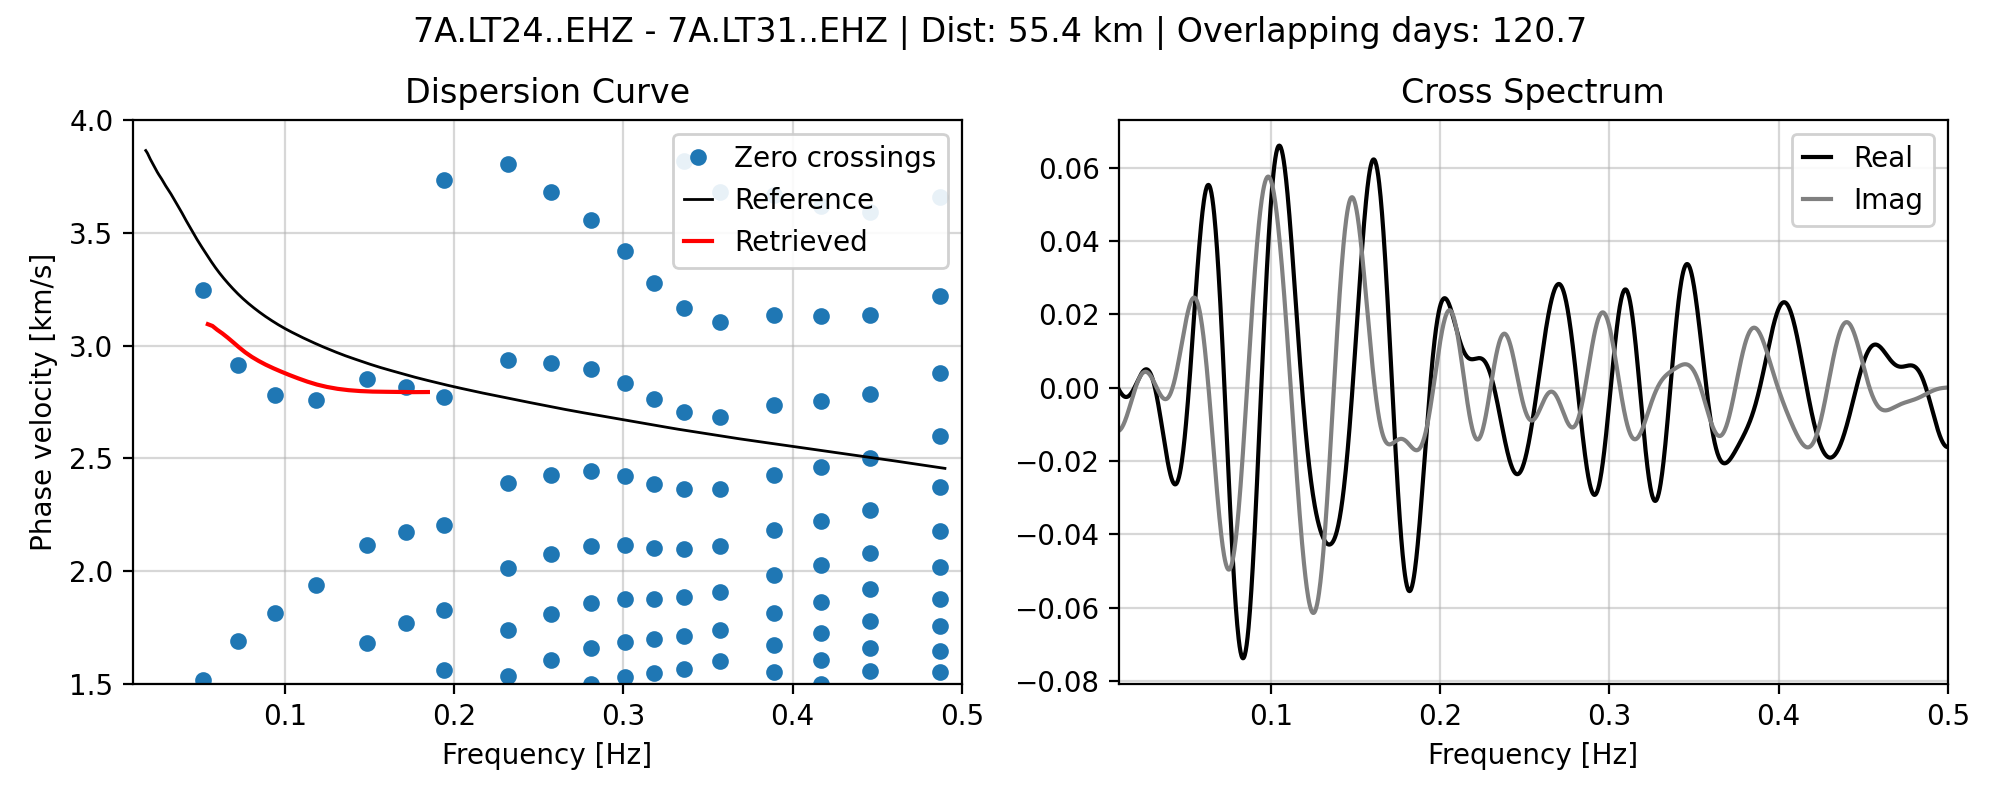 7A.LT24..EHZ - 7A.LT31..EHZ | Dist: 55.4 km | Overlapping days: 120.7
Dispersion Curve
Cross Spectrum
4.0
3.5
3.0
2.5
2.0
1.5
Phase velocity [km/s]
Zero crossings
Reference
Retrieved
0.1
0.2
0.3
0.4
0.5
Frequency [Hz]
0.06
0.04
0.02
0.00
−0.02
−0.04
−0.06
−0.08
Real
Imag
0.1
0.2
0.3
0.4
0.5
Frequency [Hz]